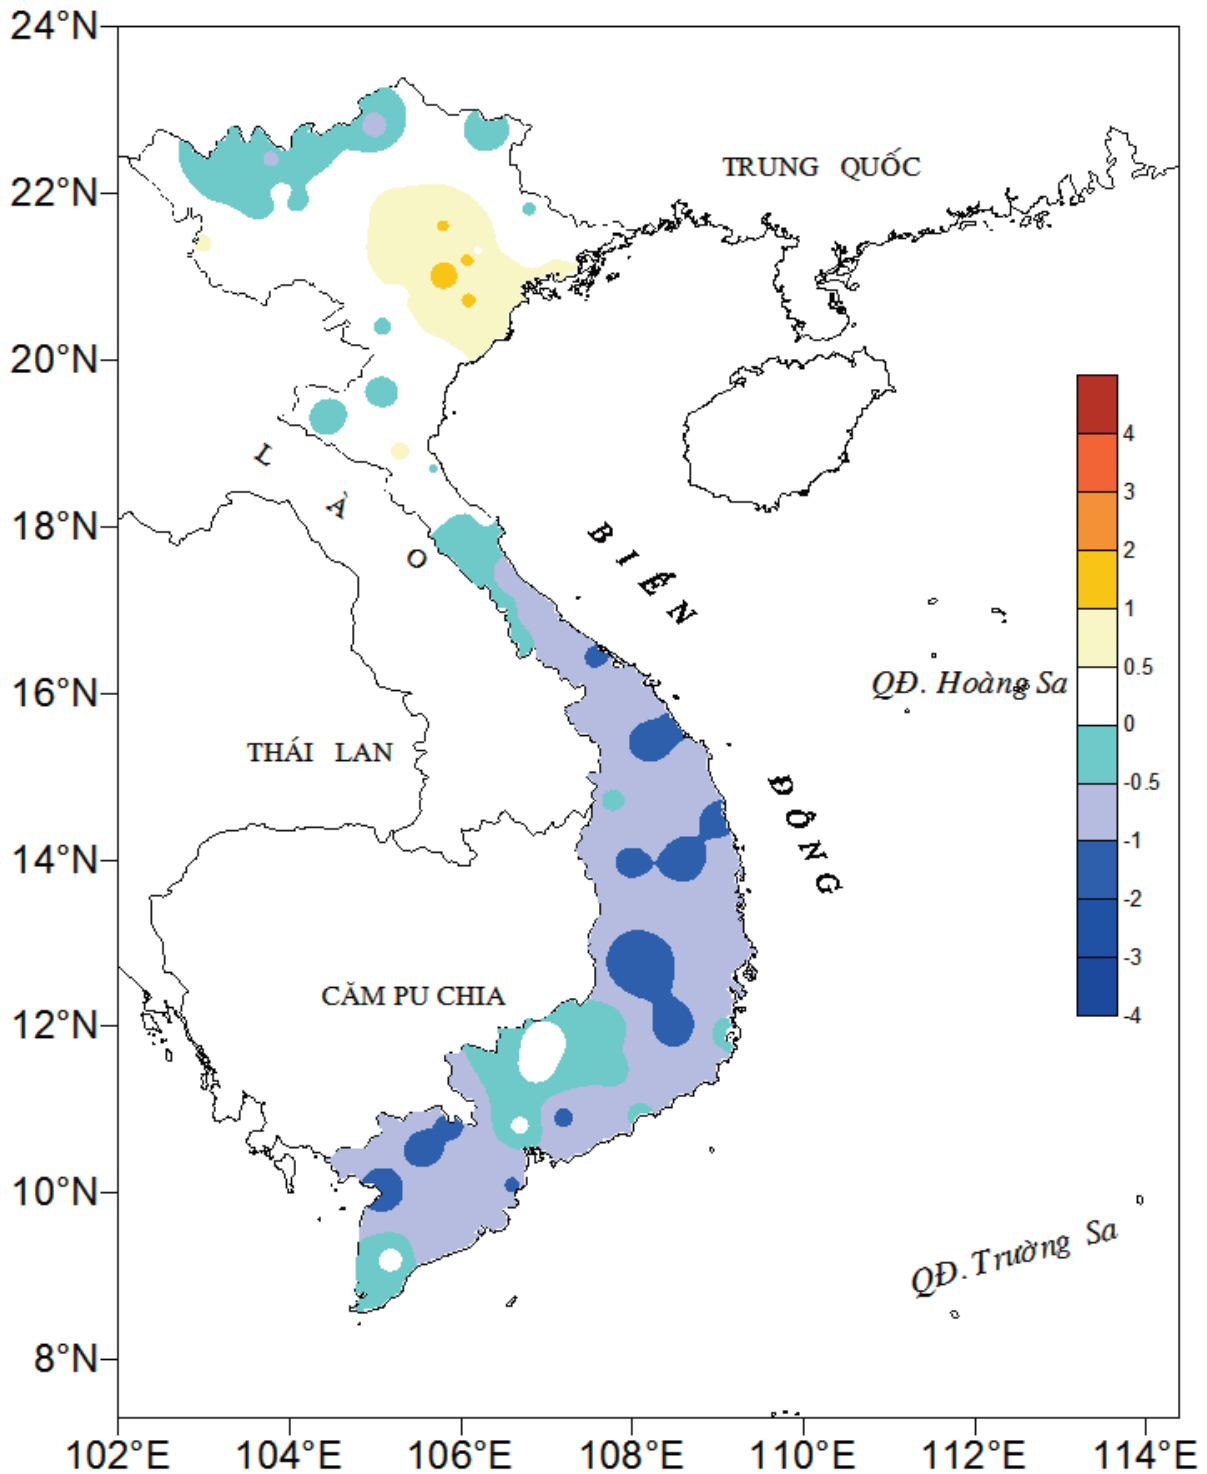 24°N
22°N
20°N
18°N
16°N
14°N
12°N
10°N
8°N
102°E
104°E
106°E
108°E
110°E
112°E
114°E
TRUNG QUỐC
L
À
O
BIỂN
ĐÔNG
QĐ. Hoàng Sa
THÁI LAN
CĂM PU CHIA
QĐ. Trường Sa
4
3
2
1
0.5
0
-0.5
-1
-2
-3
-4